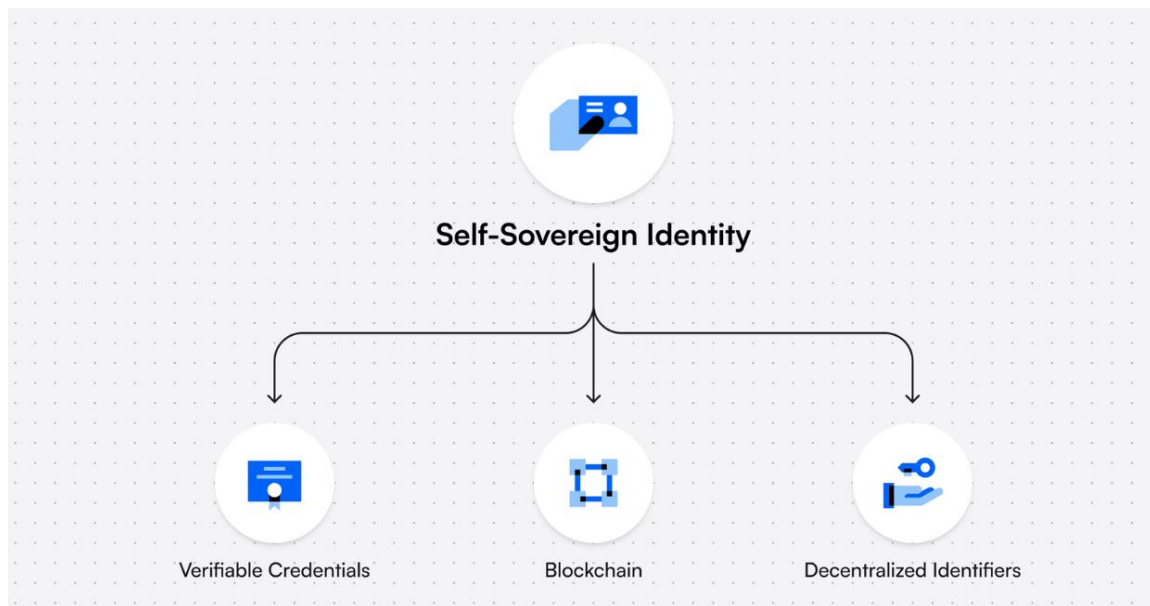 Self-Sovereign Identity
Verifiable Credentials
Blockchain
Decentralized Identifiers